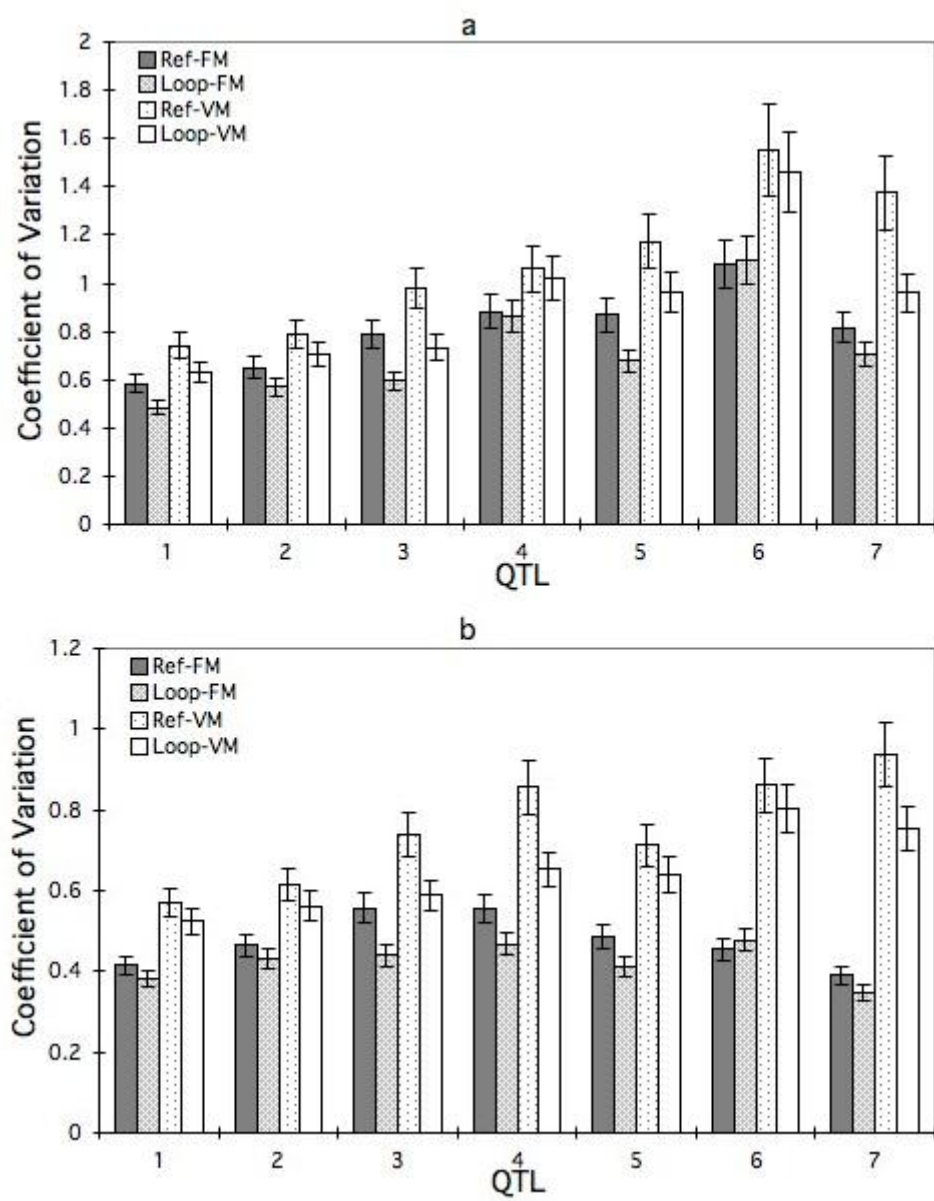 a
2
1.8
1.6
1.4
1.2
1
0.8
0.6
0.4
0.2
0
Coefficient of Variation
Ref-FM
Loop-FM
Ref-VM
Loop-VM
1 2 3 4 5 6 7
QTL
b
1.2
1
0.8
0.6
0.4
0.2
0
Coefficient of Variation
Ref-FM
Loop-FM
Ref-VM
Loop-VM
1 2 3 4 5 6 7
QTL